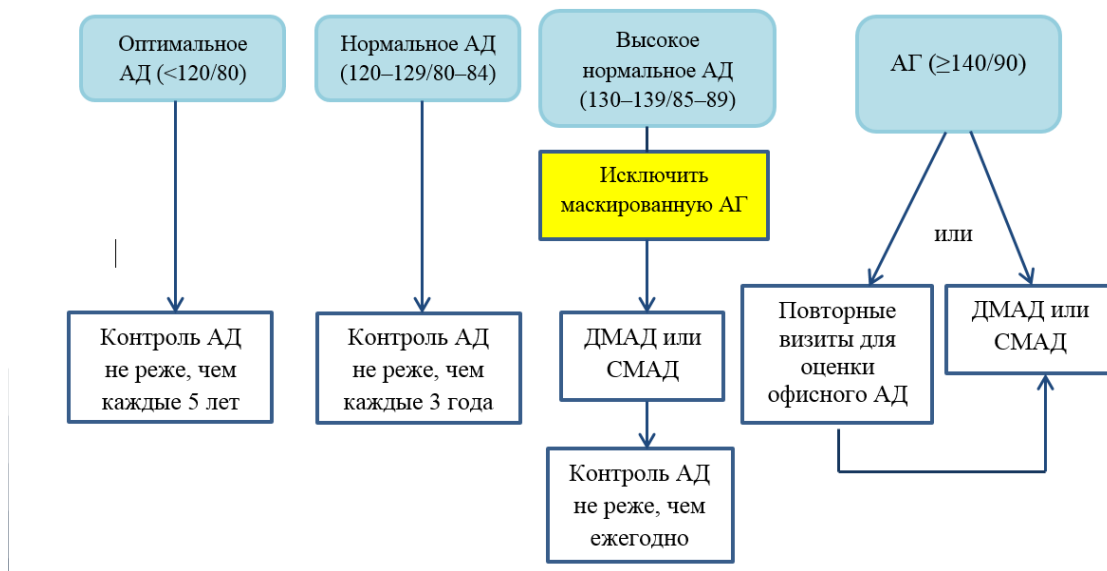 Оптимальное
АД (<120/80)
Нормальное АД
(120–129/80–84)
Высокое
нормальное АД
(130–139/85–89)
АГ (≥140/90)
Исключить
маскированную АГ
или
Контроль АД
не реже, чем
каждые 5 лет
Контроль АД
не реже, чем
каждые 3 года
ДМАД или
СМАД
Повторные
визиты для
оценки
офисного АД
ДМАД или
СМАД
Контроль АД
не реже, чем
ежегодно